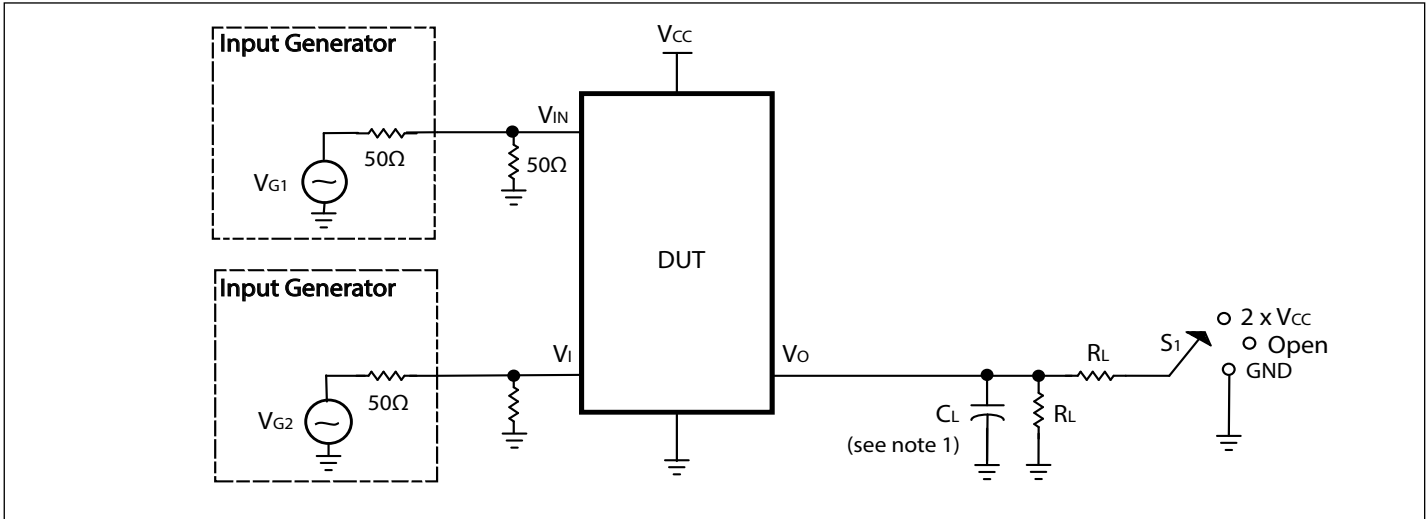 Input Generator
VG1
50Ω
VIN
50Ω
VCC
DUT
Input Generator
VG2
50Ω
VI
VO
CL
(see note 1)
RL
RL
S1
2 x VCC
Open
GND